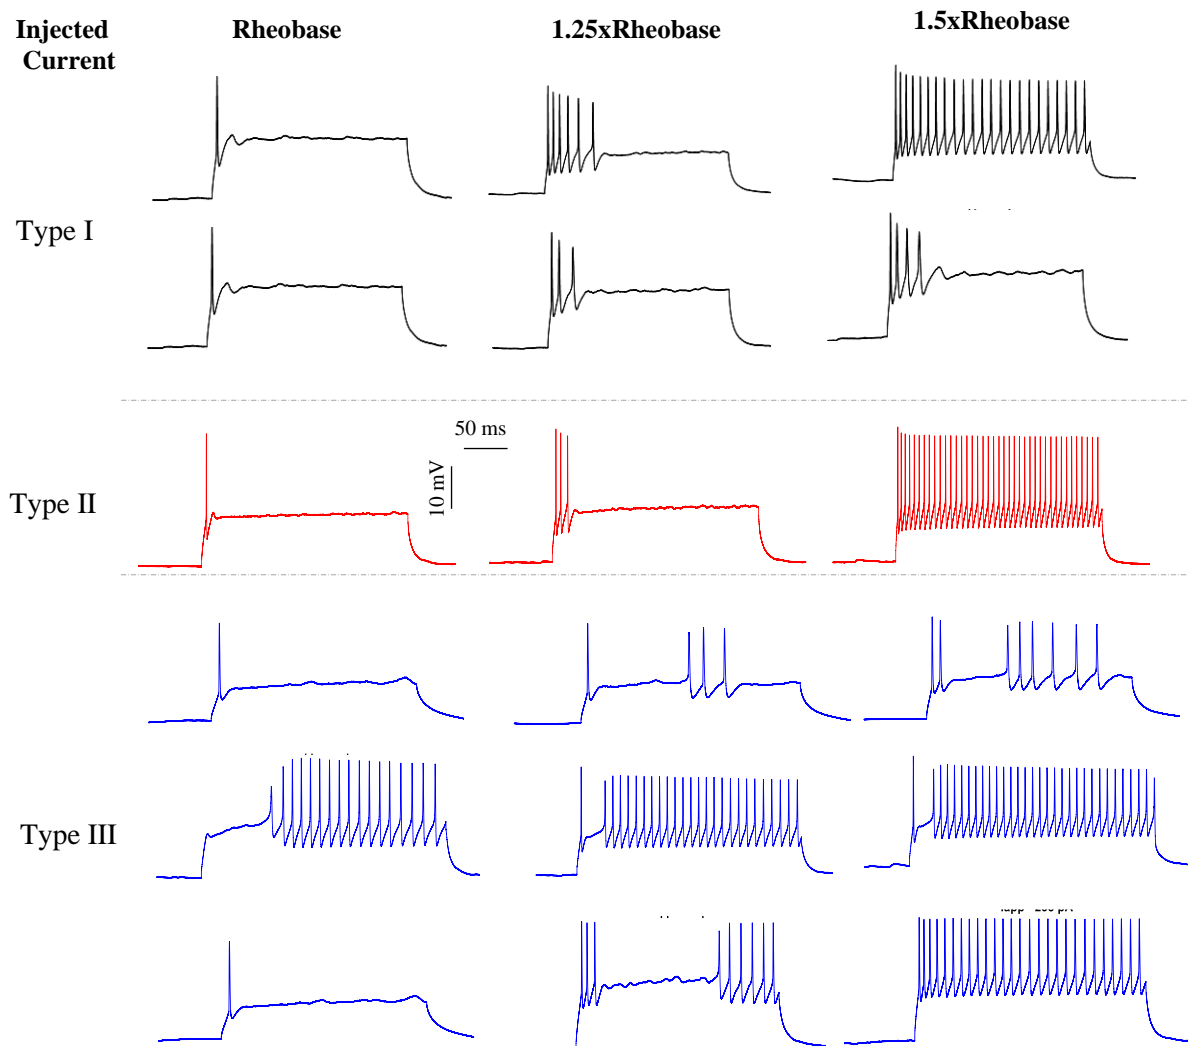 Injected
Current
Rheobase
1.25xRheobase
1.5xRheobase
Type I
50 ms
10 mV
Type II
Type III